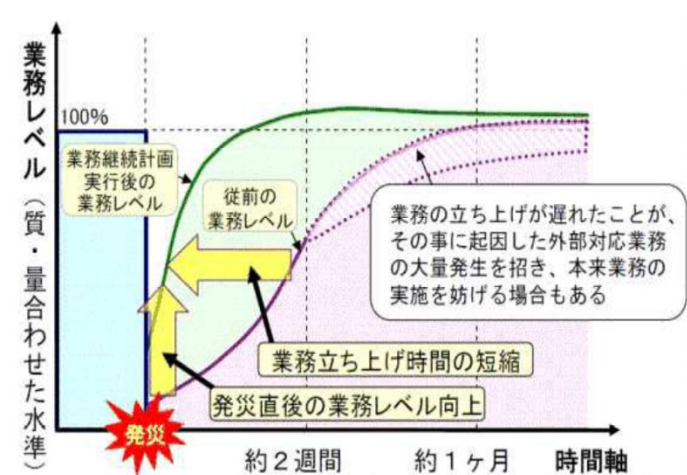 業務レベル（質・量合わせた水準）
100%
業務継続計画
実行後の
業務レベル
従前の
業務レベル
業務の立ち上げが遅れたことが、
その事に起因した外部対応業務
の大量発生を招き、本来業務の
実施を妨げる場合もある
業務立ち上げ時間の短縮
発災直後の業務レベル向上
発災
約２週間
約１ヶ月
時間軸